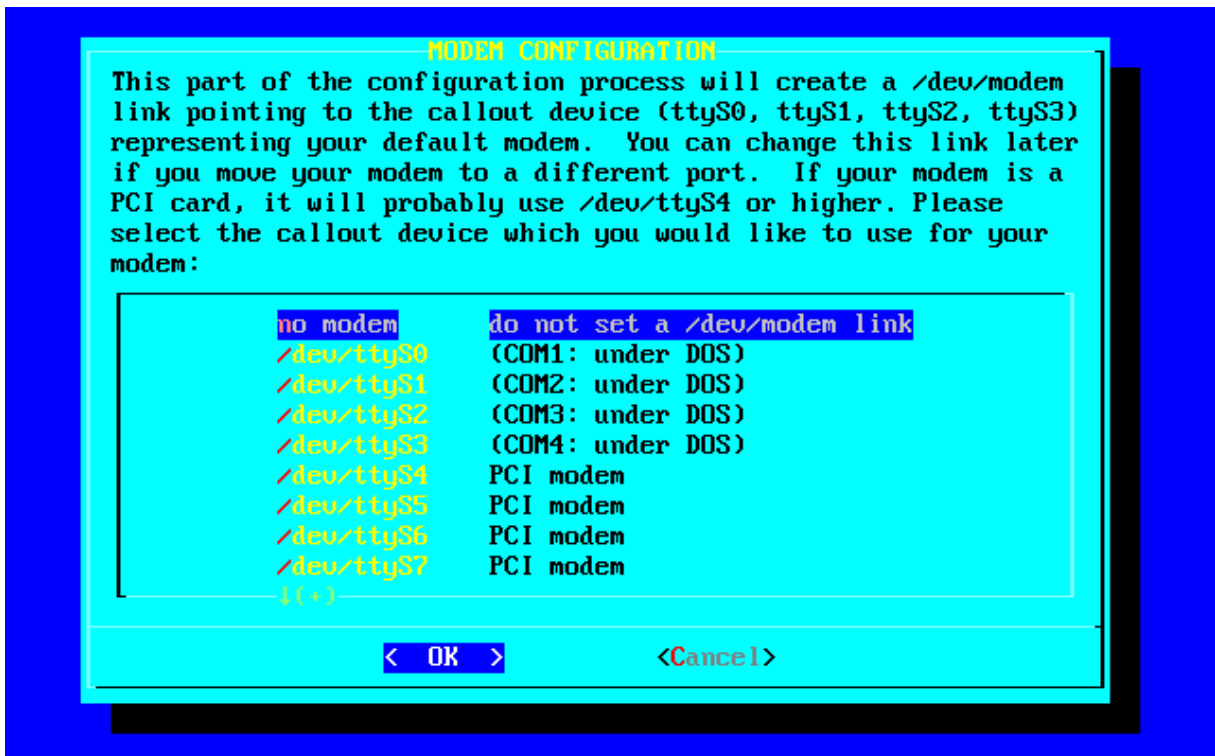 MODEM CONFIGURATION
This part of the configuration process will create a /dev/modem
link pointing to the callout device (ttyS0, ttyS1, ttyS2, ttyS3)
representing your default modem.  You can change this link later
if you move your modem to a different port.  If your modem is a
PCI card, it will probably use /dev/ttyS4 or higher. Please
select the callout device which you would like to use for your
modem:
no modem do not set a /dev/modem link
/dev/ttyS0 (COM1: under DOS)
/dev/ttyS1 (COM2: under DOS)
/dev/ttyS2 (COM3: under DOS)
/dev/ttyS3 (COM4: under DOS)
/dev/ttyS4 PCI modem
/dev/ttyS5 PCI modem
/dev/ttyS6 PCI modem
/dev/ttyS7 PCI modem
↓(+)
< OK > <Cancel>